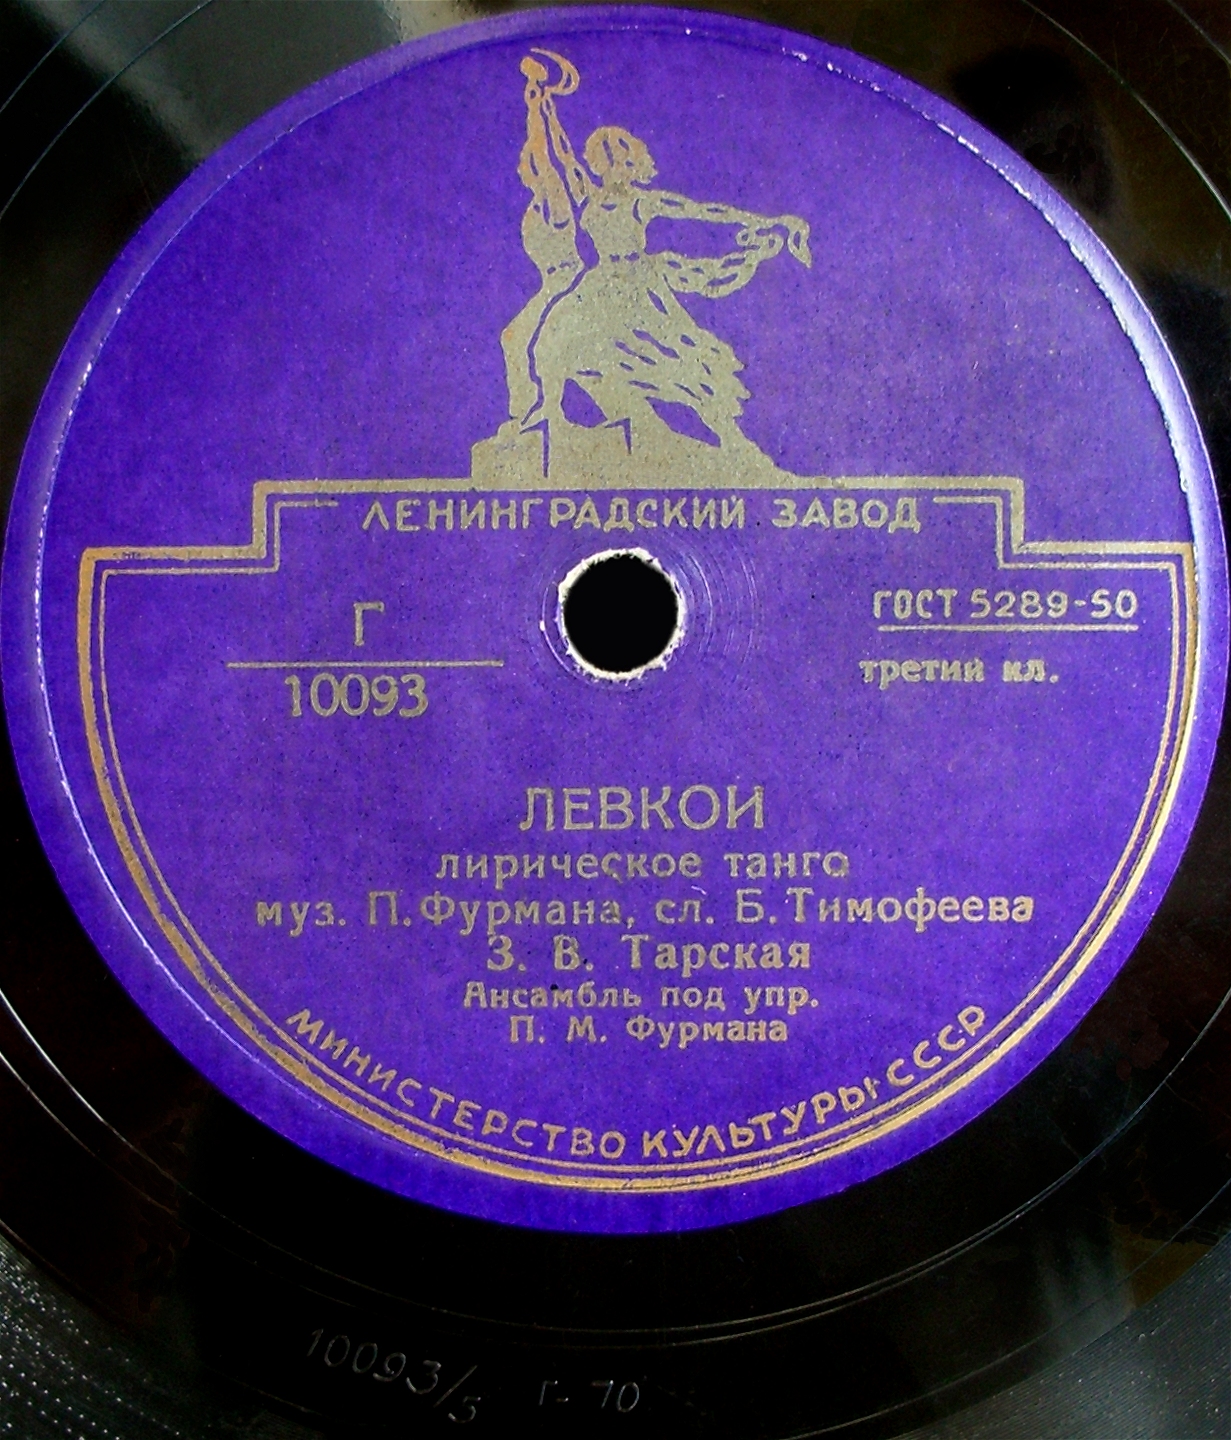 ЛЕНИНГРАДСКИЙ ЗАВОД
Г
10093
ГОСТ 5289-50
третий кл.
ЛЕВКОИ
лирическое танго
муз. П. Фурмана, сл. Б. Тимофеева
З. В. Тарская
Ансамбль под упр.
П. М. Фурмана
МИНИСТЕРСТВО КУЛЬТУРЫ СССР
10093/5 Г- 70